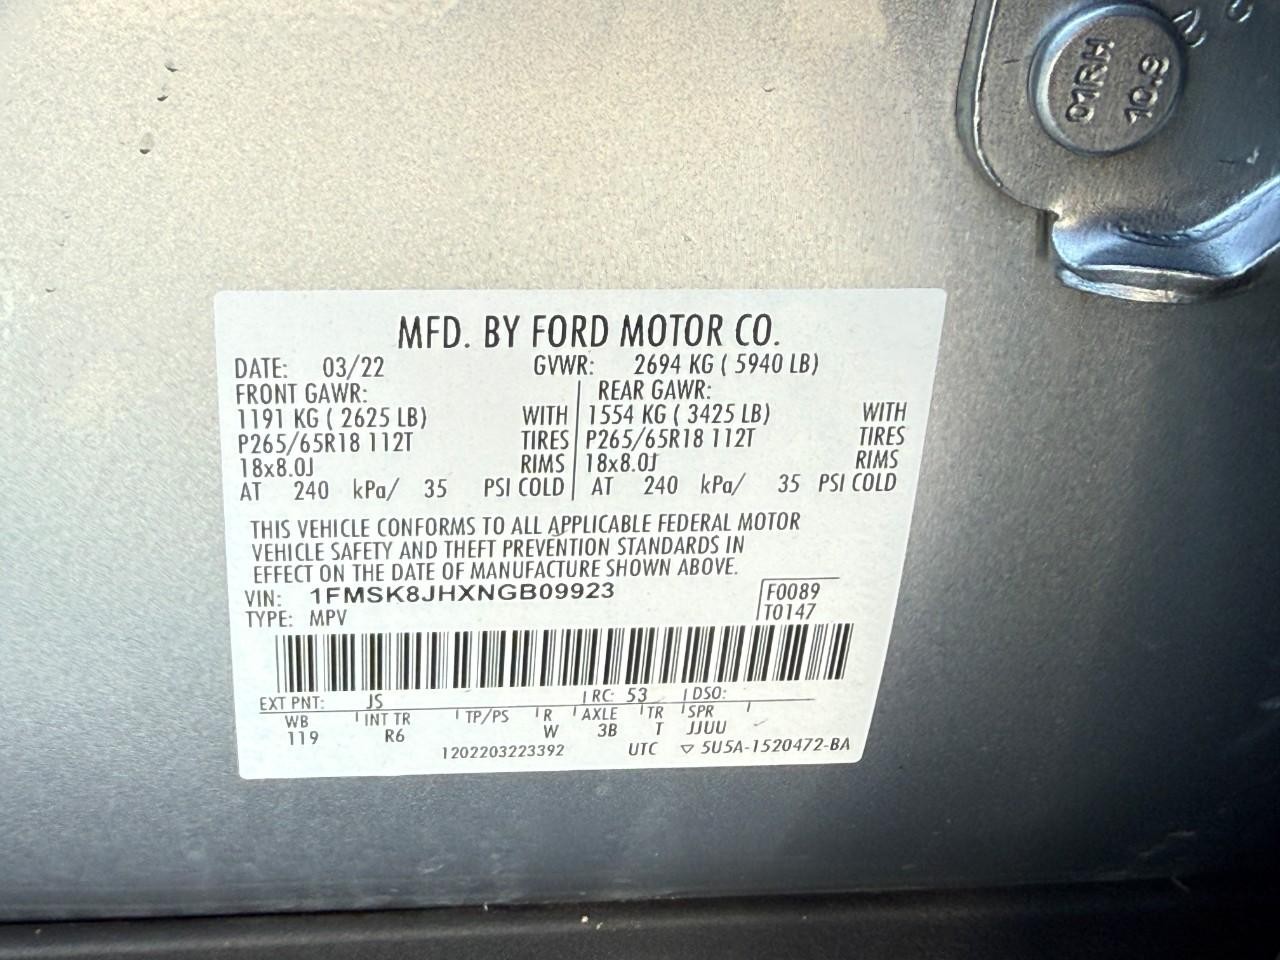 01RH
10.9
MFD. BY FORD MOTOR CO.
DATE: 03/22 GVWR: 2694 KG ( 5940 LB)
FRONT GAWR: REAR GAWR:
1191 KG ( 2625 LB) WITH 1554 KG ( 3425 LB) WITH
P265/65R18 112T TIRES P265/65R18 112T TIRES
18x8.0J RIMS 18x8.0J RIMS
AT 240 kPa/ 35 PSI COLD AT 240 kPa/ 35 PSI COLD
THIS VEHICLE CONFORMS TO ALL APPLICABLE FEDERAL MOTOR
VEHICLE SAFETY AND THEFT PREVENTION STANDARDS IN
EFFECT ON THE DATE OF MANUFACTURE SHOWN ABOVE.
VIN: 1FMSK8JHXNGB09923 F0089
TYPE: MPV T0147
EXT PNT: JS RC: 53 DSO:
WB INT TR TP/PS R AXLE TR SPR
119 R6 W 3B T JJUU
1202203223392 UTC ▽ 5U5A-1520472-BA